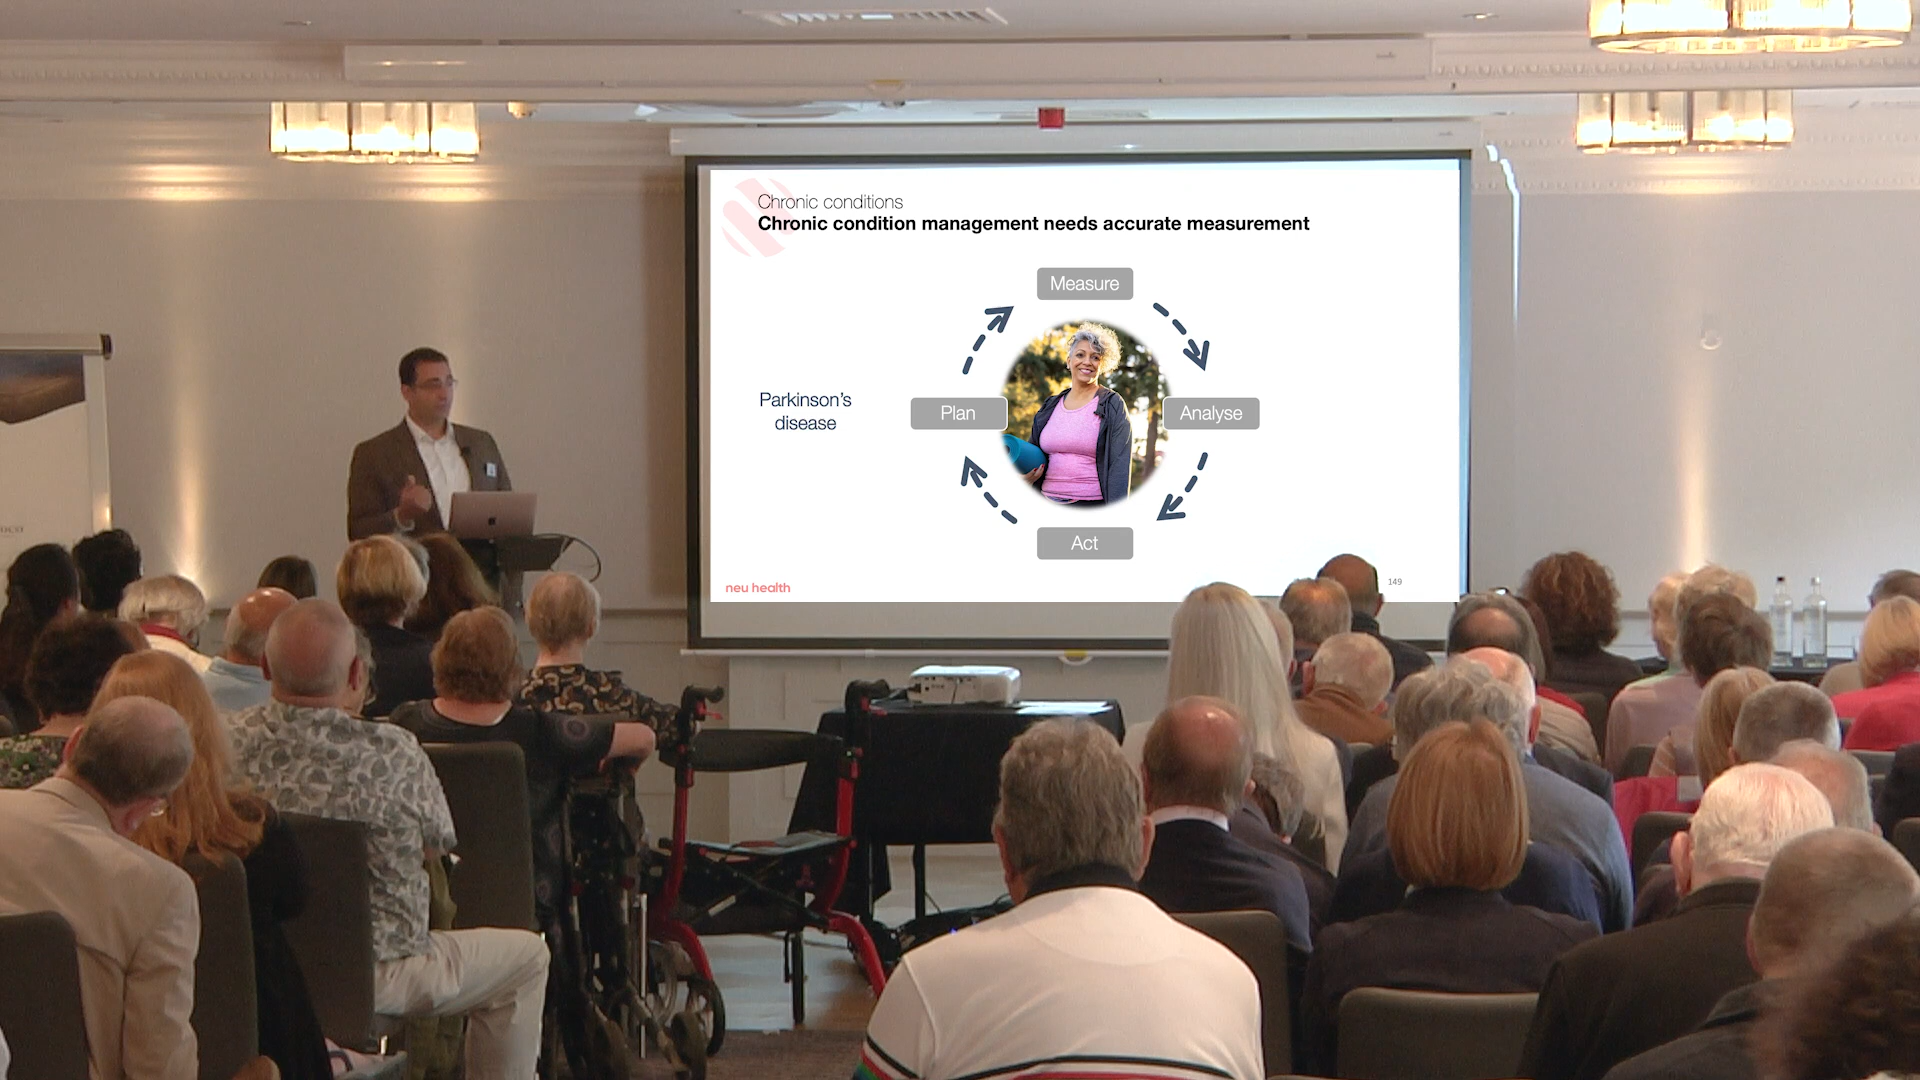 Chronic conditions
Chronic condition management needs accurate measurement
Measure
Parkinson's
disease
Plan
Analyse
Act
neu health
149